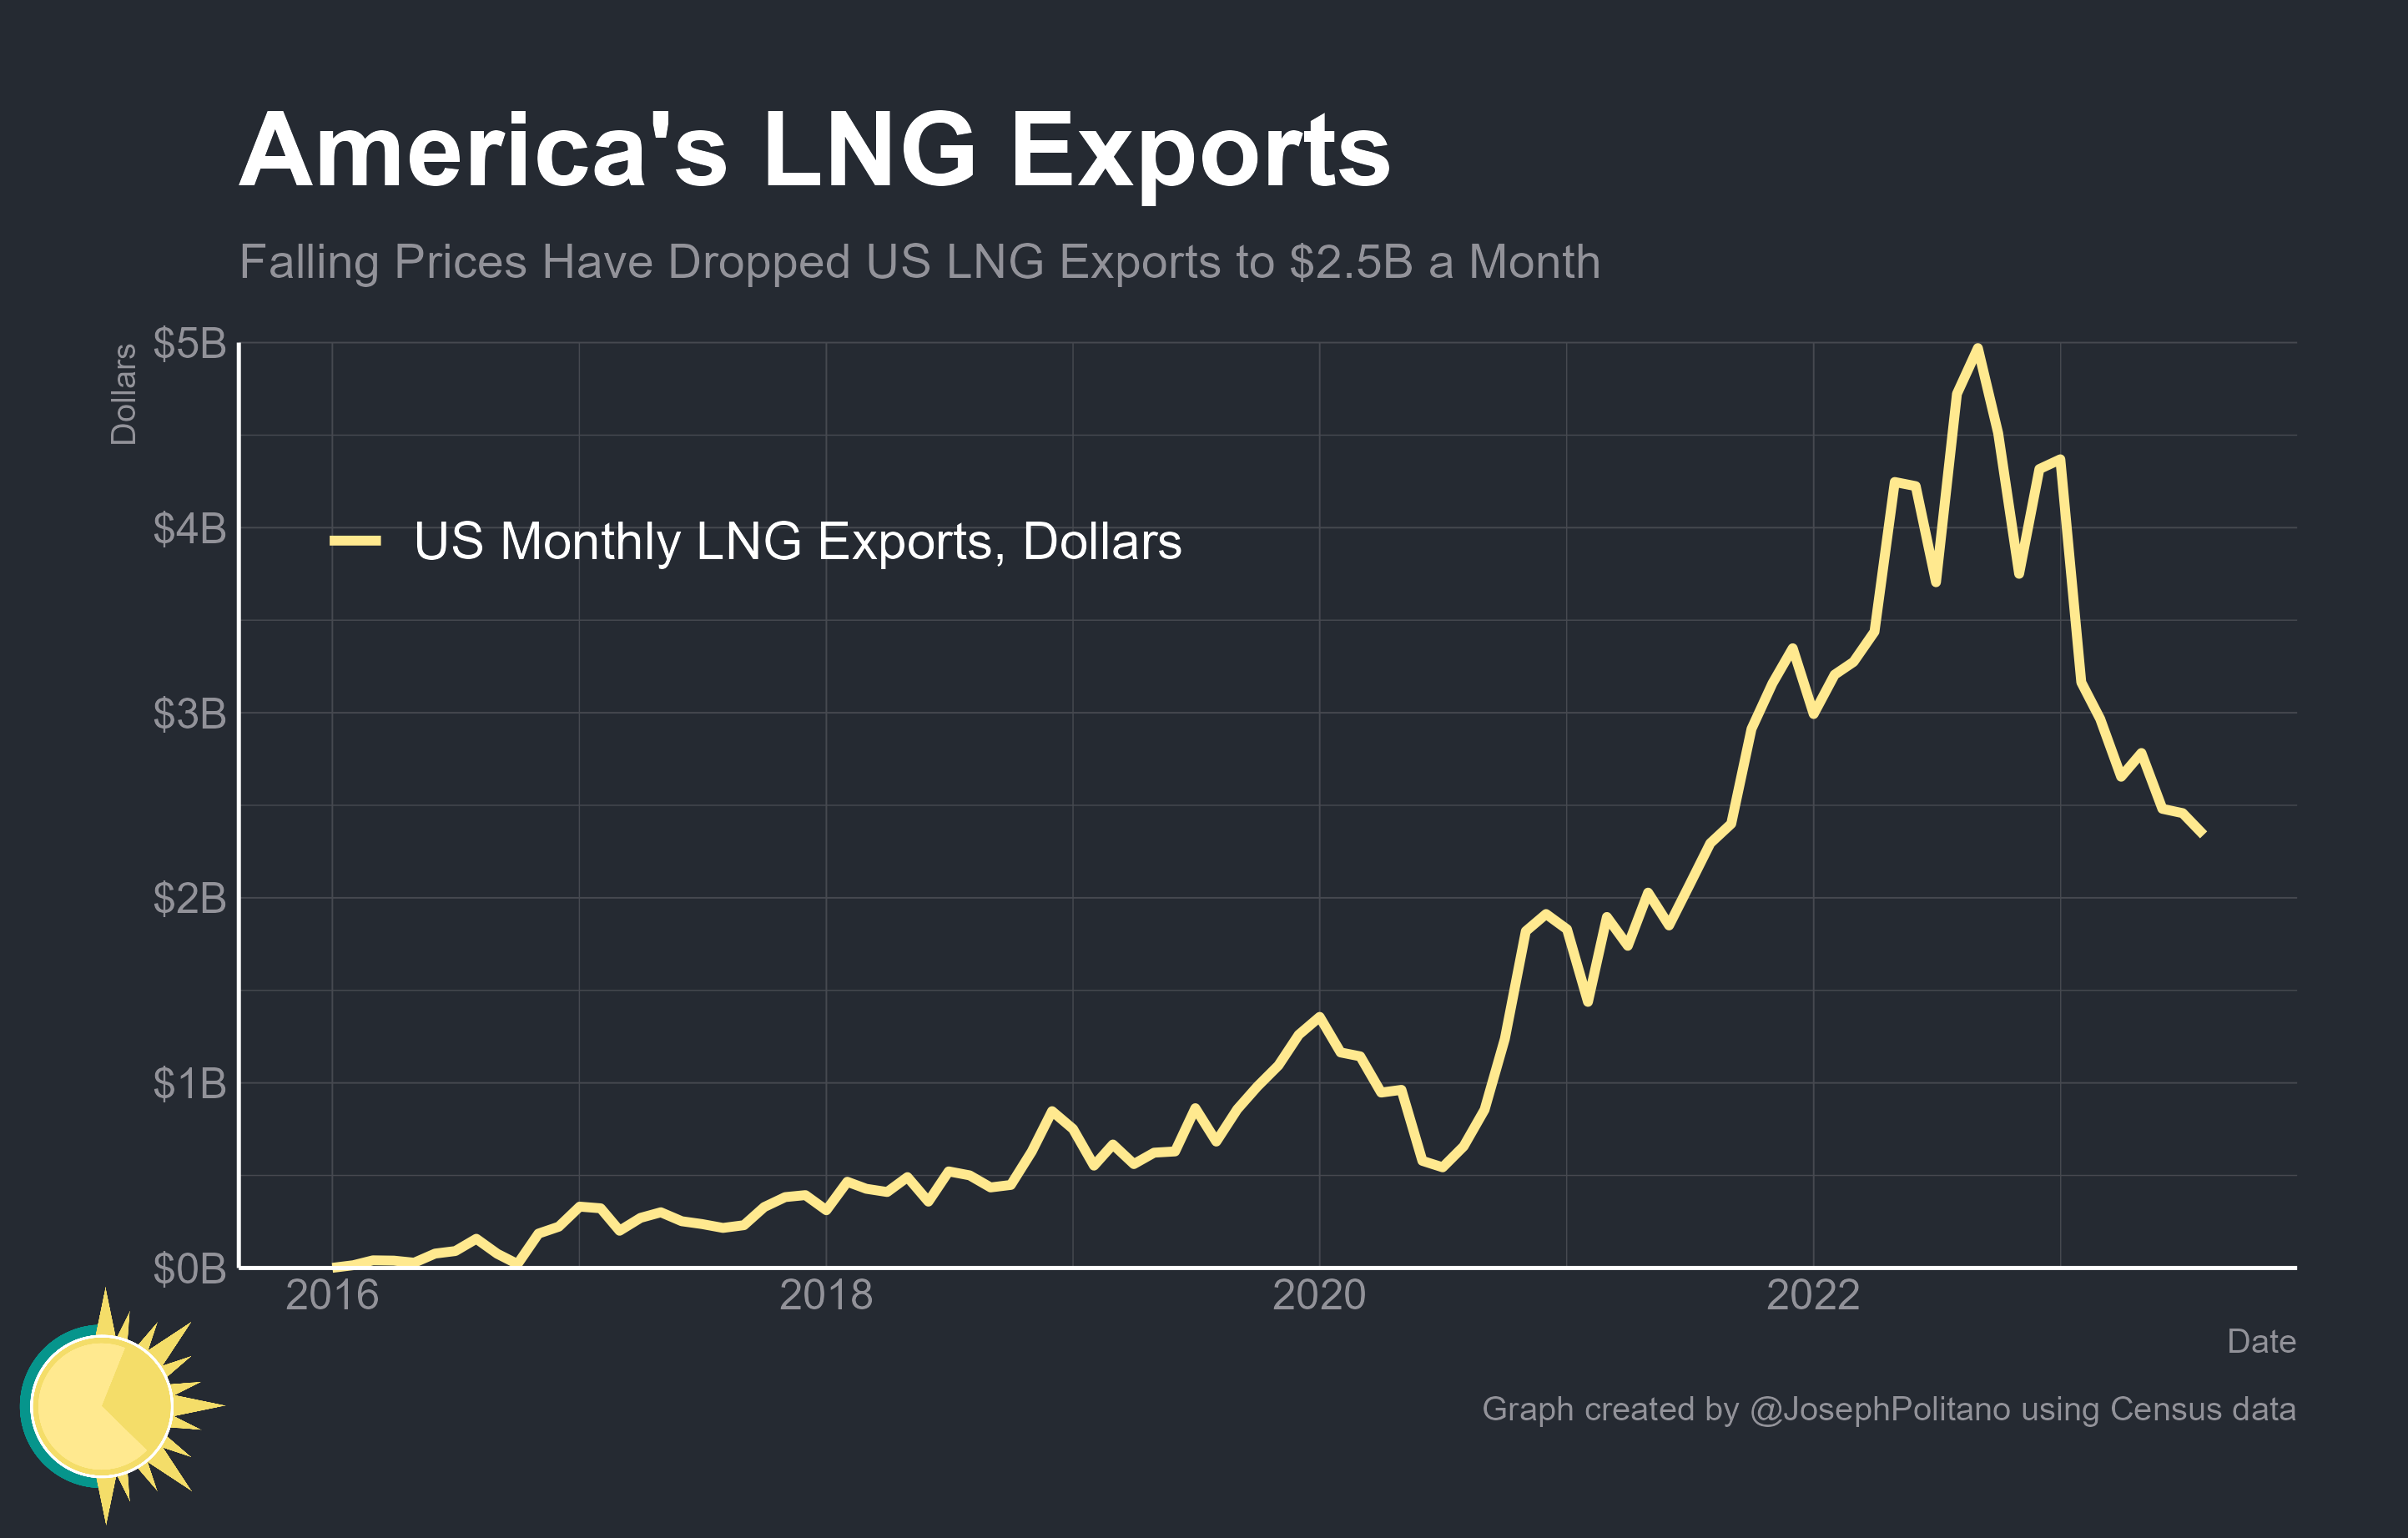 America's LNG Exports
Falling Prices Have Dropped US LNG Exports to $2.5B a Month
Dollars
$5B
$4B
$3B
$2B
$1B
$0B
US Monthly LNG Exports, Dollars
2016
2018
2020
2022
Date
Graph created by @JosephPolitano using Census data